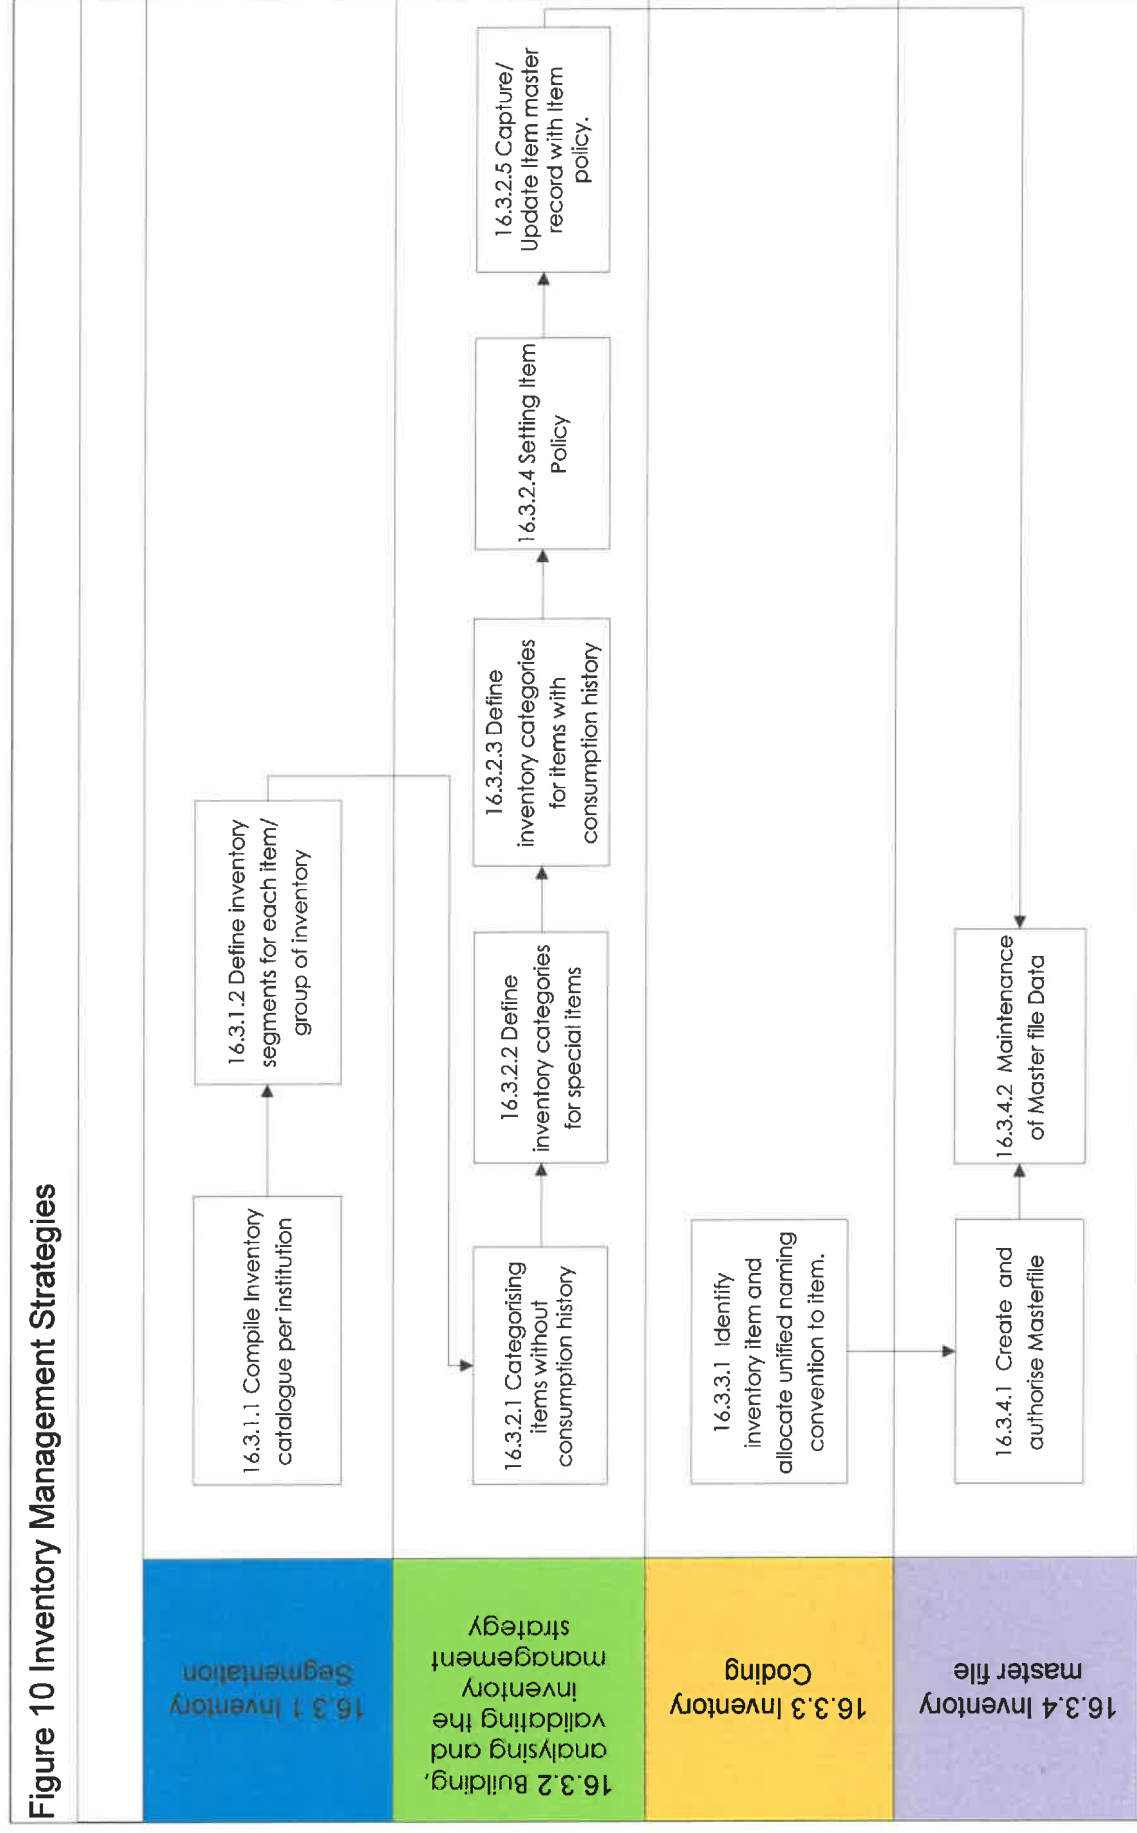 Figure 10 Inventory Management Strategies
16.3.1 Inventory
Segmentation
16.3.1.1 Compile Inventory
catalogue per institution
16.3.1.2 Define inventory
segments for each item/
group of inventory
16.3.2 Building,
analysing and
validating the
inventory
management
strategy
16.3.2.1 Categorising
items without
consumption history
16.3.2.2 Define
inventory categories
for special items
16.3.2.3 Define
inventory categories
for items with
consumption history
16.3.2.4 Setting Item
Policy
16.3.2.5 Capture/
Update Item master
record with Item
policy.
16.3.3 Inventory
Coding
16.3.3.1 Identify
inventory item and
allocate unified naming
convention to item.
16.3.4 Inventory
master file
16.3.4.1 Create and
authorise Masterfile
16.3.4.2 Maintenance
of Master file Data